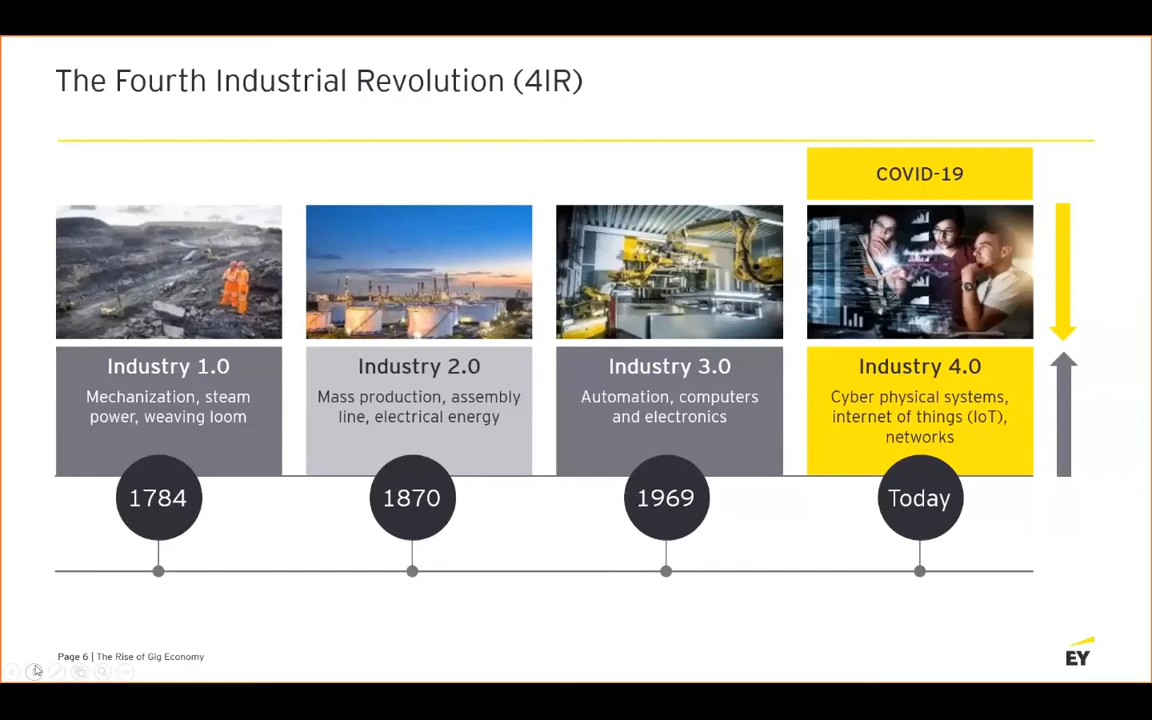 The Fourth Industrial Revolution (4IR)
COVID-19
Industry 1.0
Mechanization, steam
power, weaving loom
Industry 2.0
Mass production, assembly
line, electrical energy
Industry 3.0
Automation, computers
and electronics
Industry 4.0
Cyber physical systems,
internet of things (IoT),
networks
1784
1870
1969
Today
Page 6 | The Rise of Gig Economy
EY